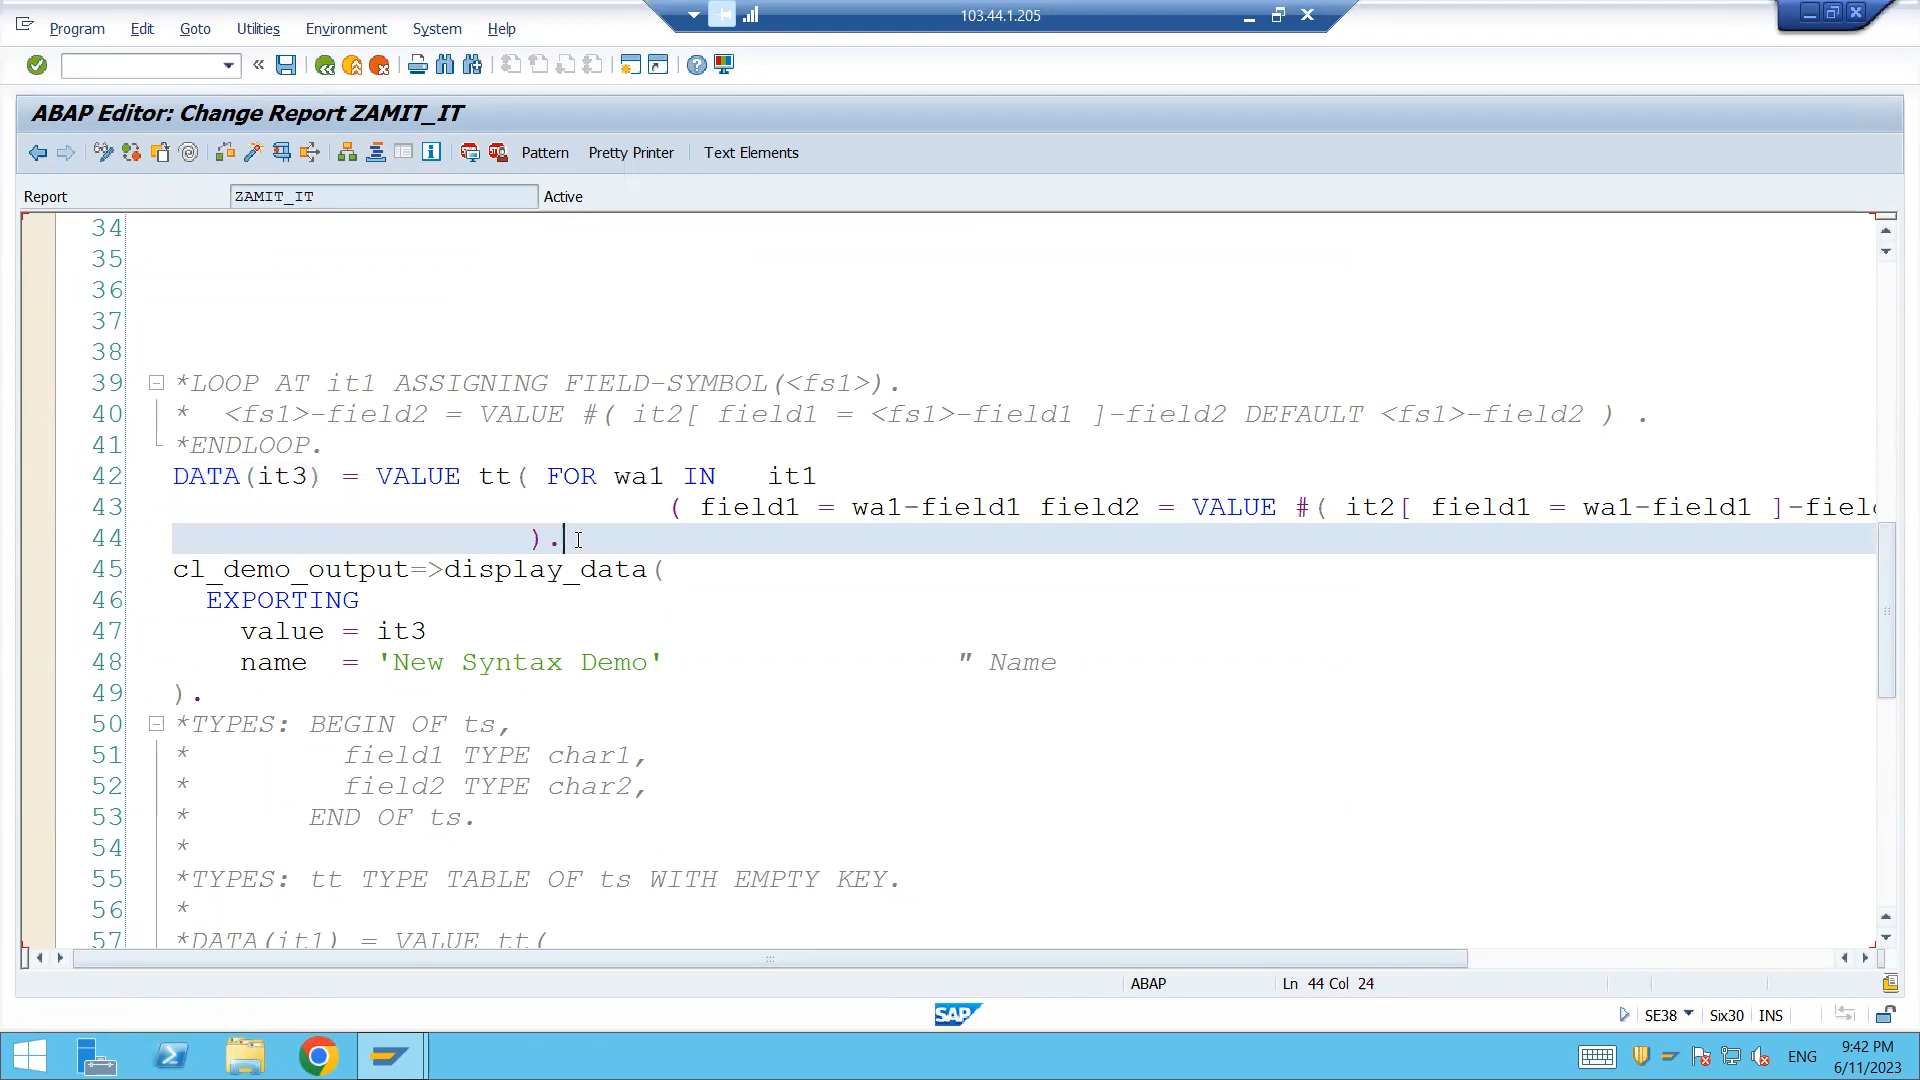 103.44.1.205
Program Edit Goto Utilities Environment System Help
ABAP Editor: Change Report ZAMIT_IT
Pattern Pretty Printer Text Elements
Report ZAMIT_IT Active
34
35
36
37
38
39 *LOOP AT it1 ASSIGNING FIELD-SYMBOL(<fs1>).
40 *  <fs1>-field2 = VALUE #( it2[ field1 = <fs1>-field1 ]-field2 DEFAULT <fs1>-field2 ) .
41 *ENDLOOP.
42 DATA(it3) = VALUE tt( FOR wa1 IN   it1
43 ( field1 = wa1-field1 field2 = VALUE #( it2[ field1 = wa1-field1 ]-fiel
44 ).
45 cl_demo_output=>display_data(
46 EXPORTING
47 value = it3
48 name  = 'New Syntax Demo' " Name
49 ).
50 *TYPES: BEGIN OF ts,
51 * field1 TYPE char1,
52 * field2 TYPE char2,
53 * END OF ts.
54 *
55 *TYPES: tt TYPE TABLE OF ts WITH EMPTY KEY.
56 *
57 *DATA(it1) = VALUE tt(
ABAP Ln 44 Col 24
SAP SE38 Six30 INS
ENG 9:42 PM
6/11/2023